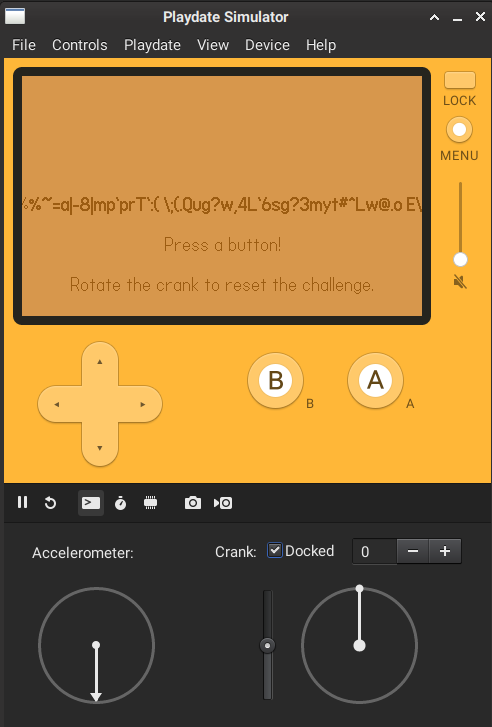 Playdate Simulator
File Controls Playdate View Device Help
LOCK
MENU
%~=a|-8|mp`prT`:( \;(.Qug?w,4L`6sg?3myt#^Lw@.o E\
Press a button!
Rotate the crank to reset the challenge.
B B A A
Accelerometer: Crank: Docked 0